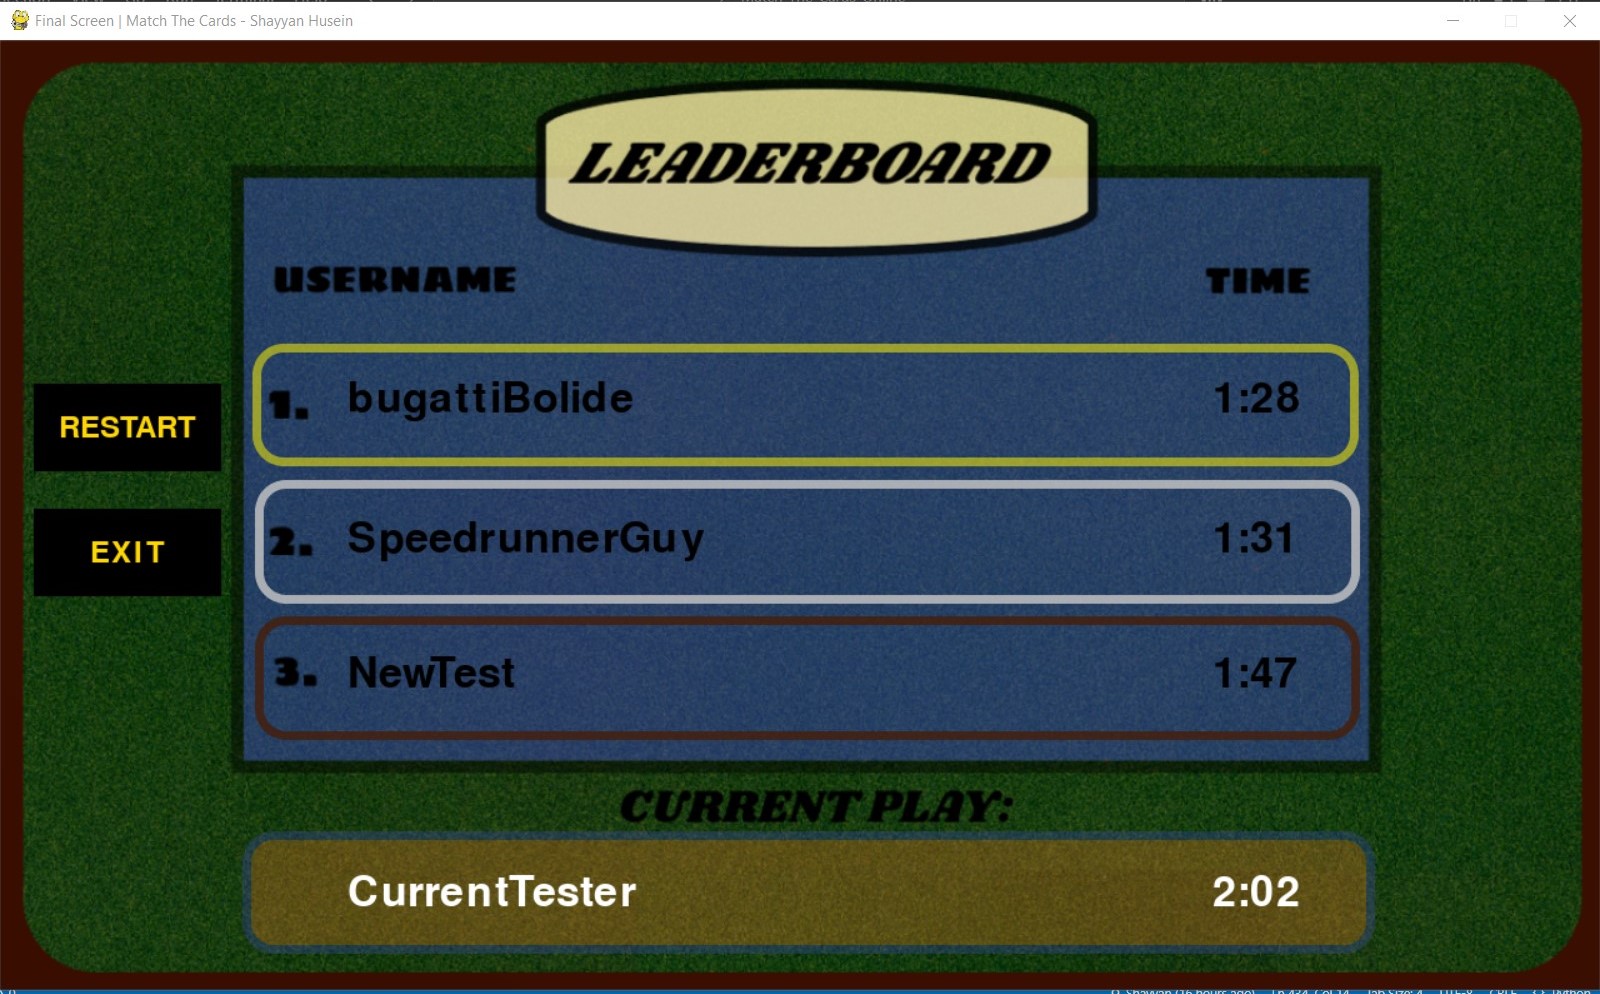 Final Screen | Match The Cards - Shayyan Husein
LEADERBOARD
USERNAME TIME
1. bugattiBolide 1:28
RESTART
2. SpeedrunnerGuy 1:31
EXIT
3. NewTest 1:47
CURRENT PLAY:
CurrentTester 2:02